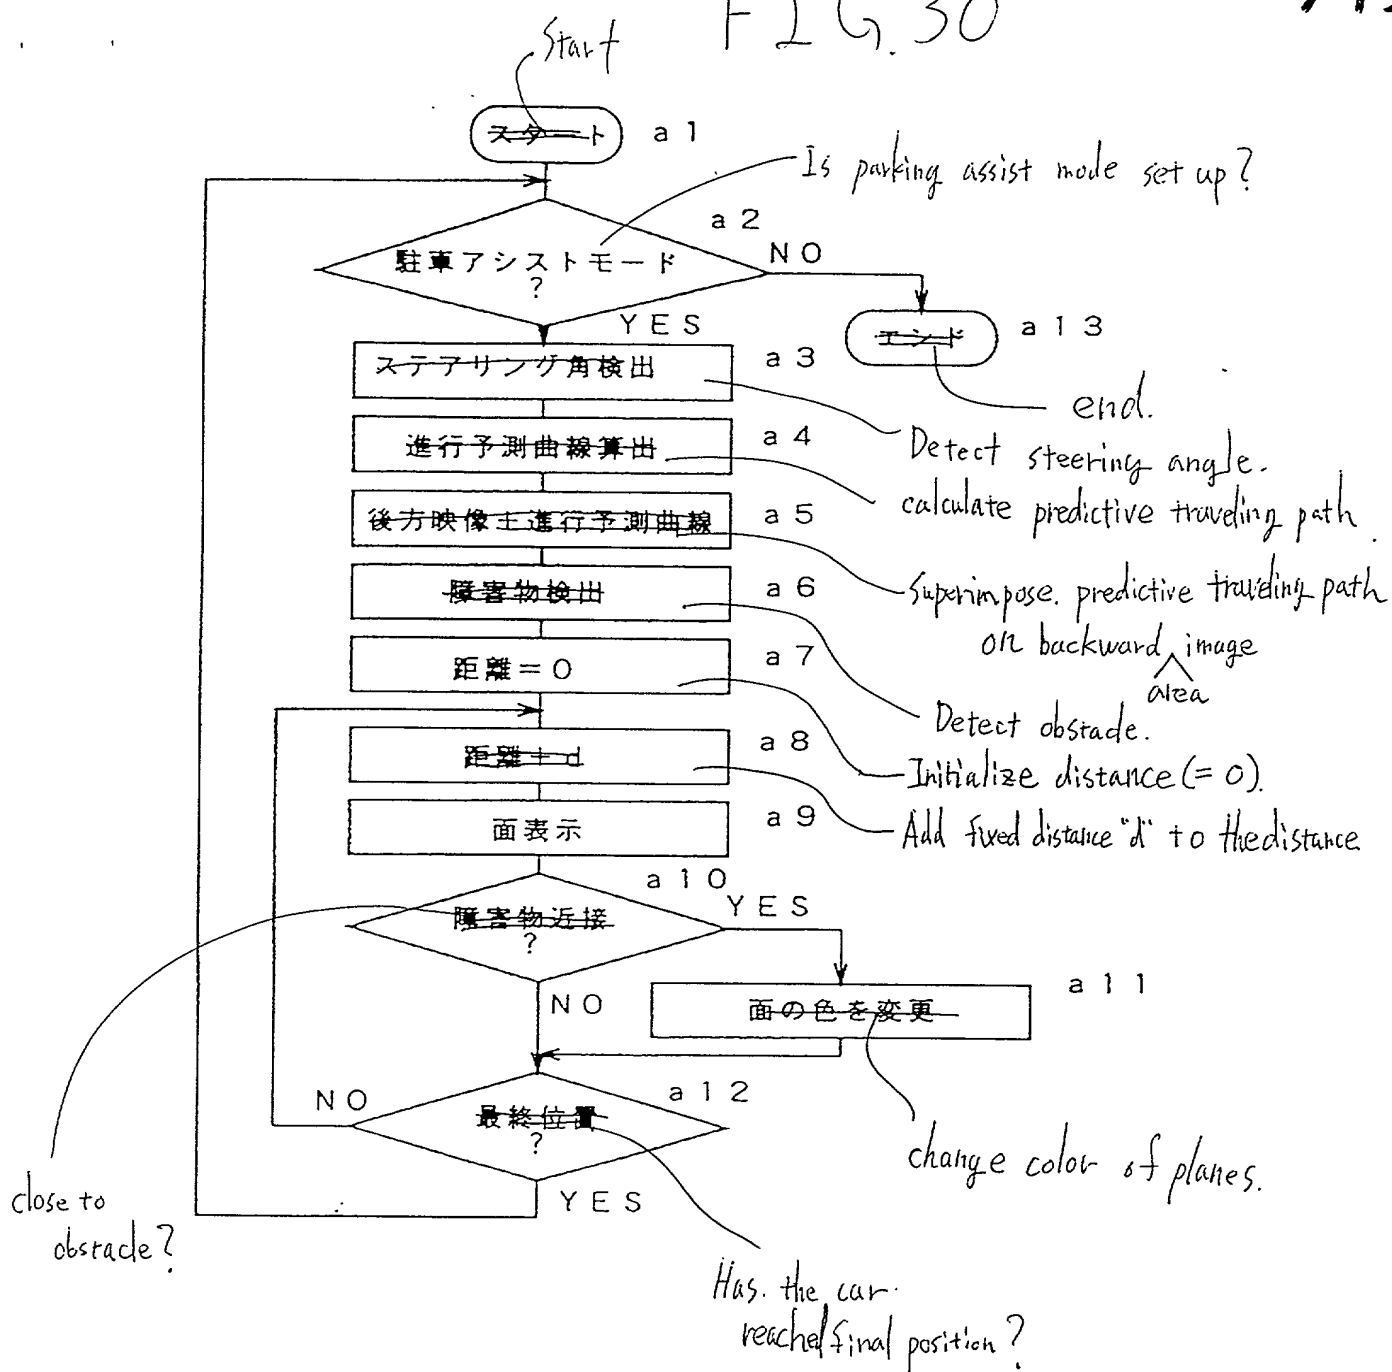 FIG. 30
Start
スタート a1
Is parking assist mode set up?
a2
駐車アシストモード
?
NO
YES
エンド a13
end.
ステアリング角検出 a3
Detect steering angle.
進行予測曲線算出 a4
calculate predictive traveling path.
後方映像+進行予測曲線 a5
Superimpose. predictive traveling path
on backward image
area
障害物検出 a6
Detect obstacle.
距離=0 a7
Initialize distance (= 0).
距離+d a8
Add fixed distance "d" to the distance
面表示 a9
a10
障害物近接
?
YES
NO
close to
obstacle?
面の色を変更 a11
change color of planes.
a12
最終位置
?
NO
YES
Has. the car
reached final position?